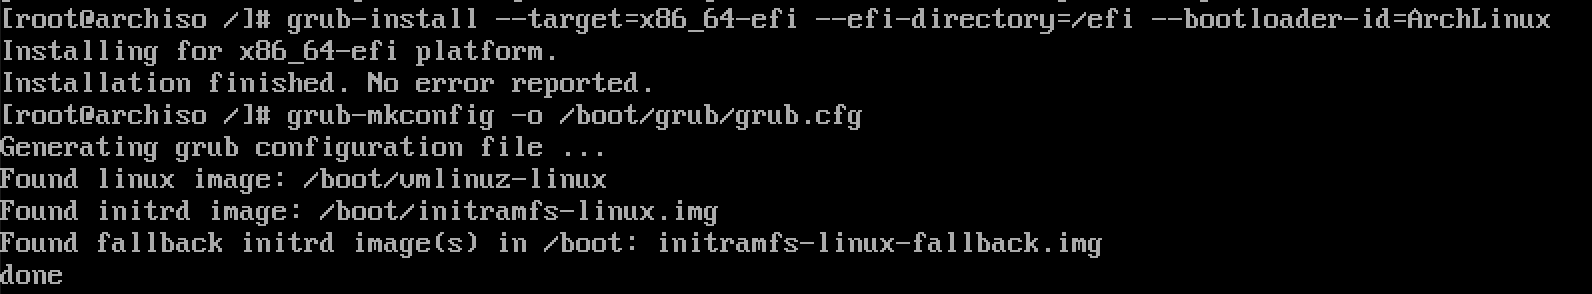 [root@archiso /]# grub-install --target=x86_64-efi --efi-directory=/efi --bootloader-id=ArchLinux
Installing for x86_64-efi platform.
Installation finished. No error reported.
[root@archiso /]# grub-mkconfig -o /boot/grub/grub.cfg
Generating grub configuration file ...
Found linux image: /boot/vmlinuz-linux
Found initrd image: /boot/initramfs-linux.img
Found fallback initrd image(s) in /boot: initramfs-linux-fallback.img
done